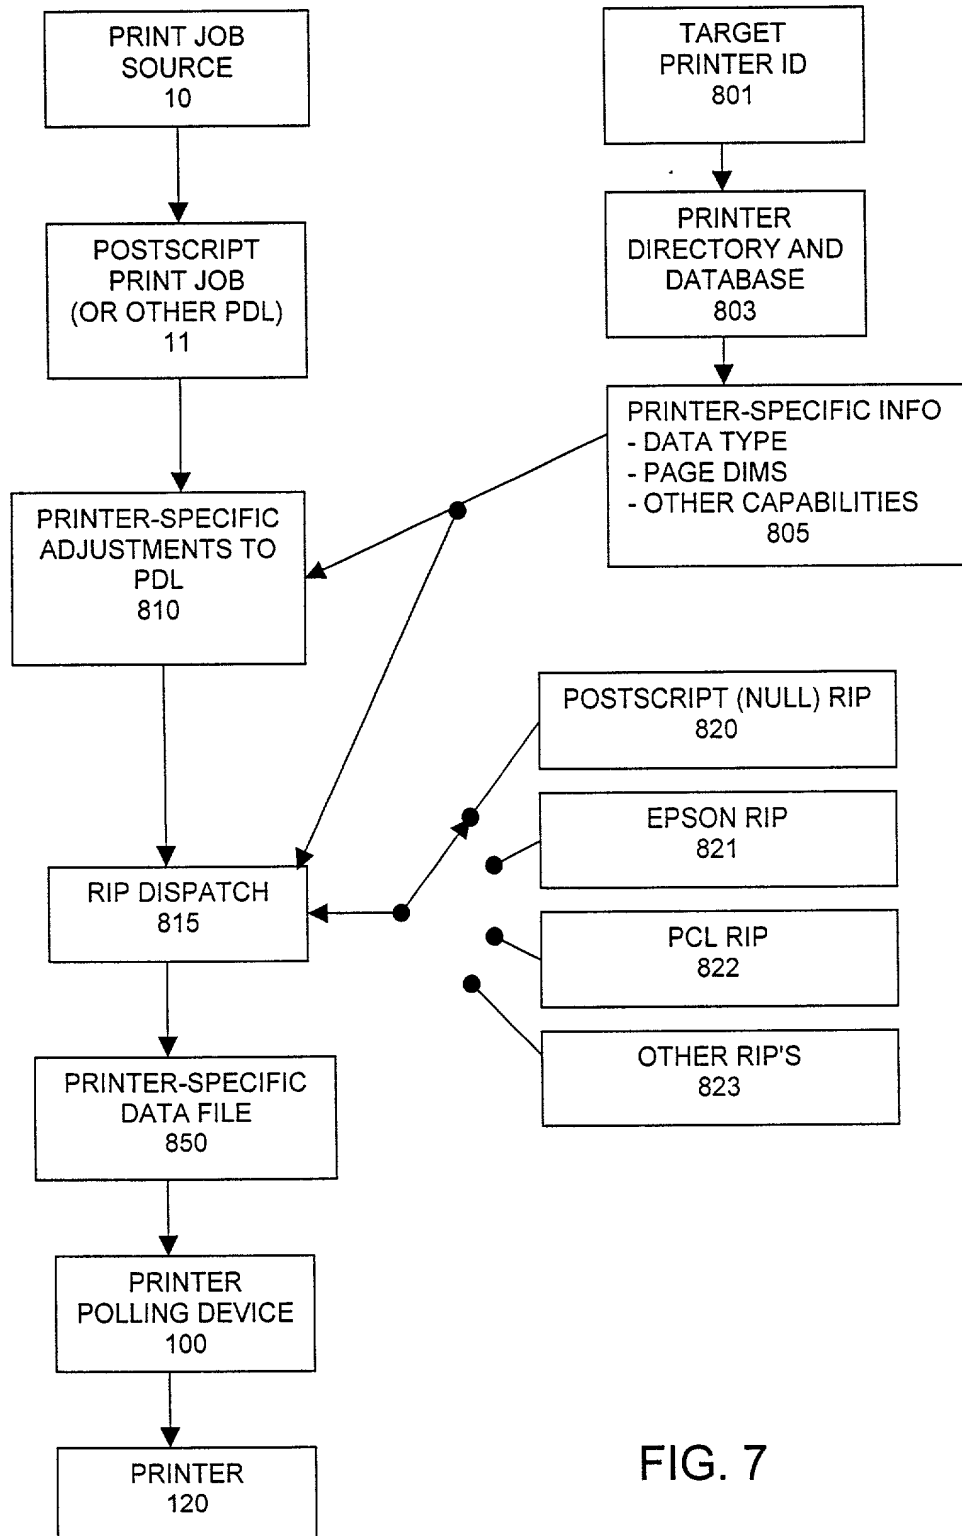 PRINT JOB
SOURCE
10
POSTSCRIPT
PRINT JOB
(OR OTHER PDL)
11
PRINTER-SPECIFIC
ADJUSTMENTS TO
PDL
810
RIP DISPATCH
815
PRINTER-SPECIFIC
DATA FILE
850
PRINTER
POLLING DEVICE
100
PRINTER
120
TARGET
PRINTER ID
801
PRINTER
DIRECTORY AND
DATABASE
803
PRINTER-SPECIFIC INFO
- DATA TYPE
- PAGE DIMS
- OTHER CAPABILITIES
805
POSTSCRIPT (NULL) RIP
820
EPSON RIP
821
PCL RIP
822
OTHER RIP'S
823
FIG. 7